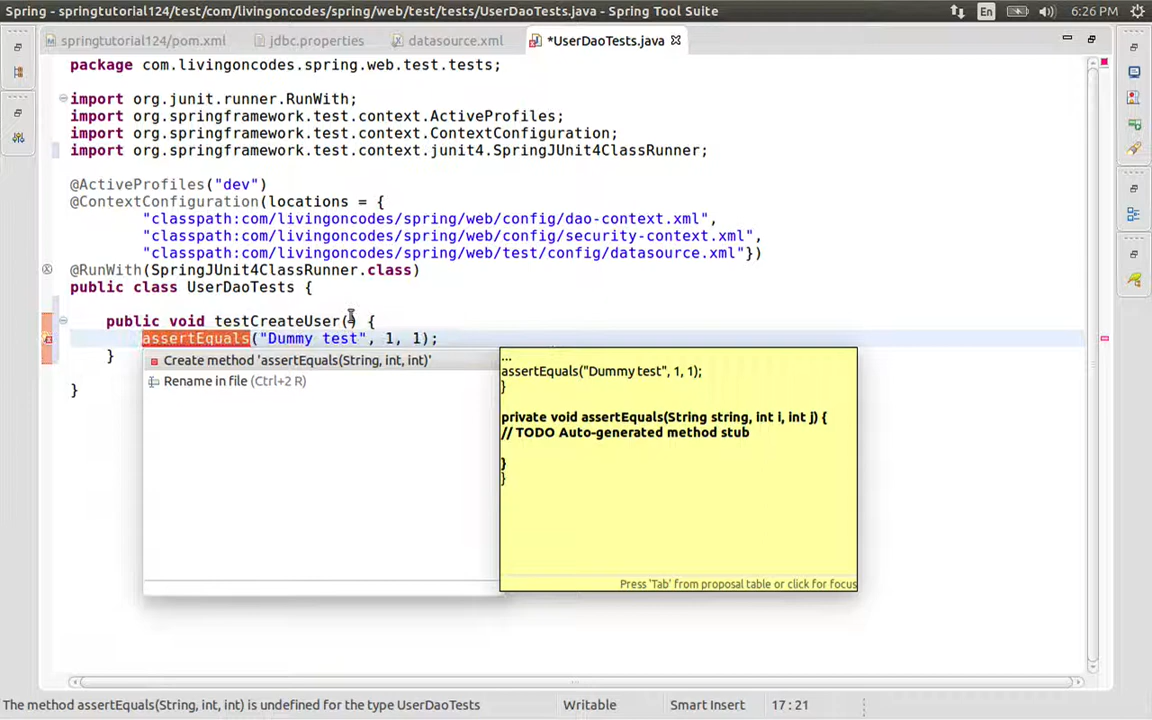 Spring - springtutorial124/test/com/livingoncodes/spring/web/test/tests/UserDaoTests.java - Spring Tool Suite
En
6:26 PM
springtutorial124/pom.xml
jdbc.properties
datasource.xml
*UserDaoTests.java
package com.livingoncodes.spring.web.test.tests;
import org.junit.runner.RunWith;
import org.springframework.test.context.ActiveProfiles;
import org.springframework.test.context.ContextConfiguration;
import org.springframework.test.context.junit4.SpringJUnit4ClassRunner;
@ActiveProfiles("dev")
@ContextConfiguration(locations = {
"classpath:com/livingoncodes/spring/web/config/dao-context.xml",
"classpath:com/livingoncodes/spring/web/config/security-context.xml",
"classpath:com/livingoncodes/spring/web/test/config/datasource.xml"})
@RunWith(SpringJUnit4ClassRunner.class)
public class UserDaoTests {
public void testCreateUser() {
assertEquals("Dummy test", 1, 1);
}
}
Create method 'assertEquals(String, int, int)'
Rename in file (Ctrl+2 R)
...
assertEquals("Dummy test", 1, 1);
}
private void assertEquals(String string, int i, int j) {
// TODO Auto-generated method stub
}
}
Press 'Tab' from proposal table or click for focus
The method assertEquals(String, int, int) is undefined for the type UserDaoTests
Writable
Smart Insert
17 : 21